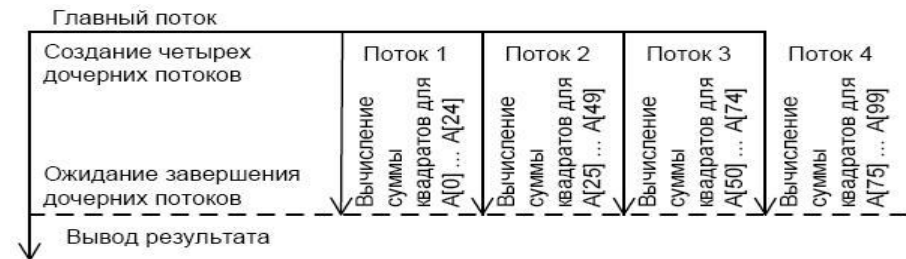 Главный поток
Создание четырех
дочерних потоков
Ожидание завершения
дочерних потоков
Поток 1
Вычисление
суммы
квадратов для
A[0] ... A[24]
Поток 2
Вычисление
суммы
квадратов для
A[25] ... A[49]
Поток 3
Вычисление
суммы
квадратов для
A[50] ... A[74]
Поток 4
Вычисление
суммы
квадратов для
A[75] ... A[99]
Вывод результата